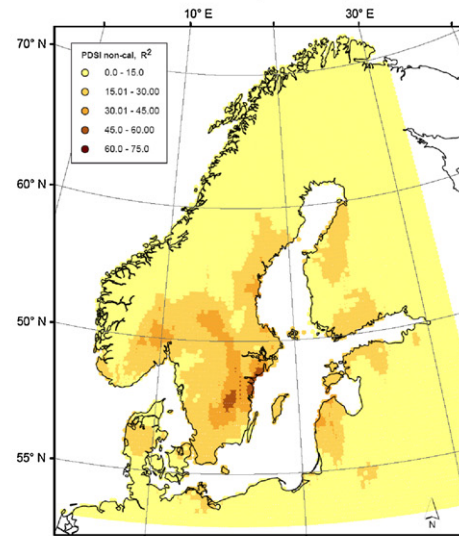 10° E
30° E
70° N
PDSI non-cal, R²
0.0 - 15.0
15.01 - 30.00
30.01 - 45.00
45.0 - 60.00
60.0 - 75.0
60° N
50° N
55° N
N